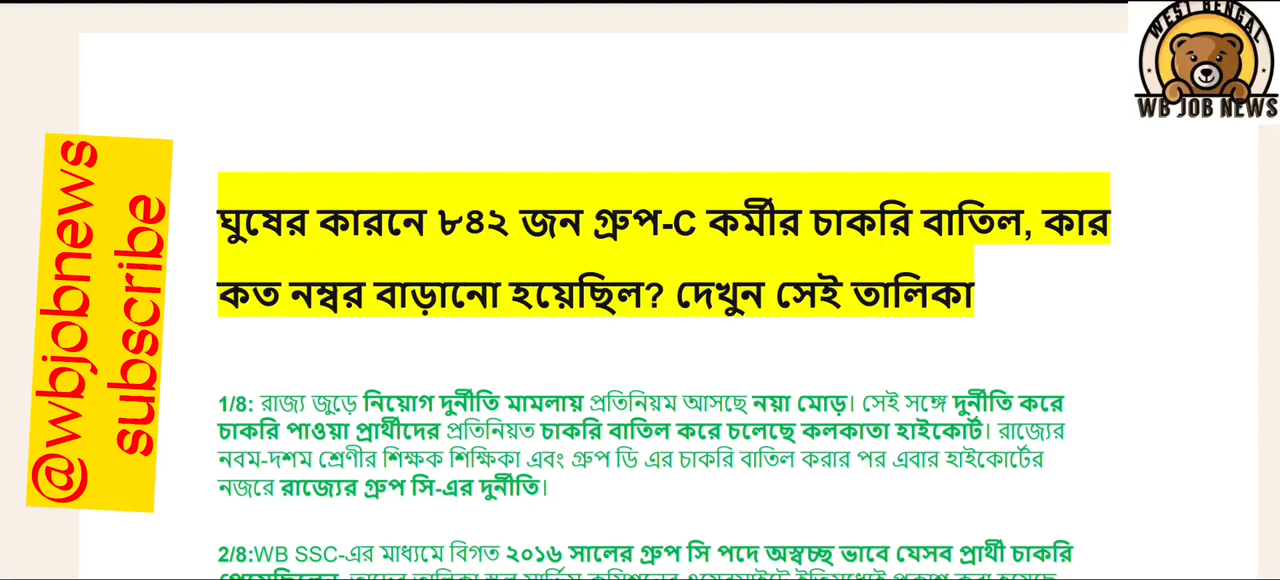 WEST BENGAL
WB JOB NEWS
@wbjobnews
subscribe
ঘুষের কারনে ৮৪২ জন গ্রুপ-C কর্মীর চাকরি বাতিল, কার
কত নম্বর বাড়ানো হয়েছিল? দেখুন সেই তালিকা
1/8: রাজ্য জুড়ে নিয়োগ দুর্নীতি মামলায় প্রতিনিয়ম আসছে নয়া মোড়। সেই সঙ্গে দুর্নীতি করে
চাকরি পাওয়া প্রার্থীদের প্রতিনিয়ত চাকরি বাতিল করে চলেছে কলকাতা হাইকোর্ট। রাজ্যের
নবম-দশম শ্রেণীর শিক্ষক শিক্ষিকা এবং গ্রুপ ডি এর চাকরি বাতিল করার পর এবার হাইকোর্টের
নজরে রাজ্যের গ্রুপ সি-এর দুর্নীতি।
2/8:WB SSC-এর মাধ্যমে বিগত ২০১৬ সালের গ্রুপ সি পদে অস্বচ্ছ ভাবে যেসব প্রার্থী চাকরি